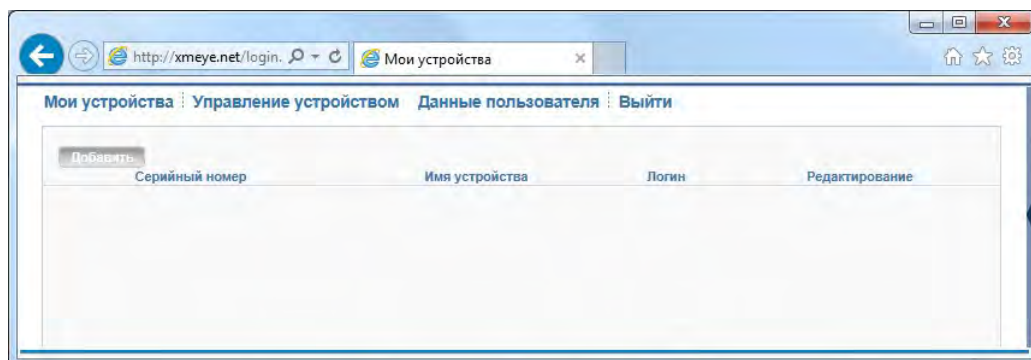 http://xmeye.net/login. Мои устройства
Мои устройства Управление устройством Данные пользователя Выйти
Добавить
Серийный номер Имя устройства Логин Редактирование